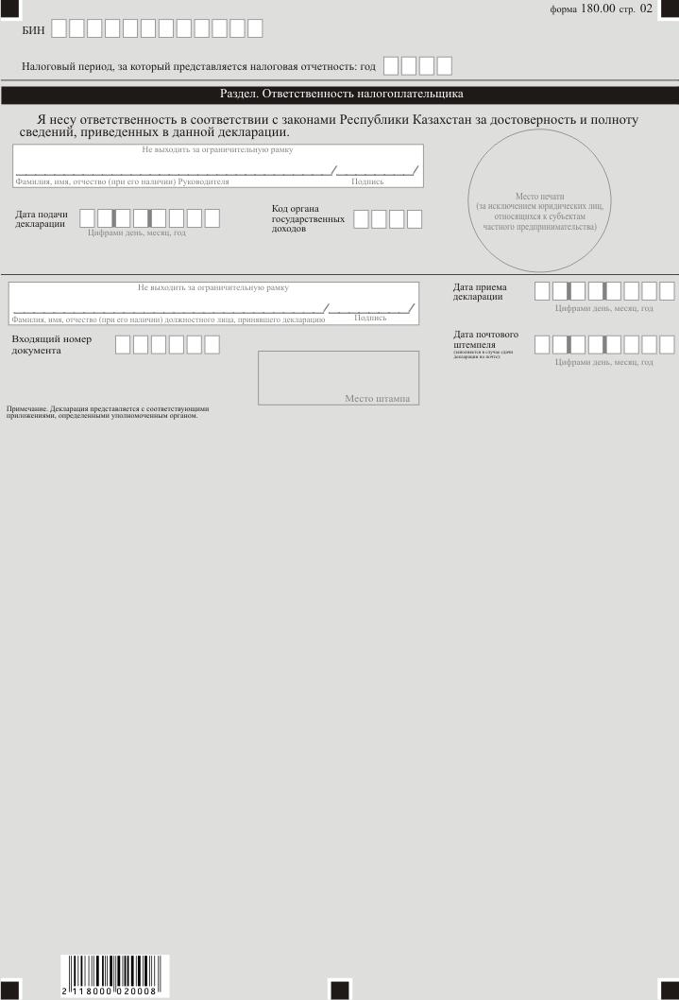 форма 180.00 стр. 02
БИН
Налоговый период, за который представляется налоговая отчетность: год
Раздел. Ответственность налогоплательщика
Я несу ответственность в соответствии с законами Республики Казахстан за достоверность и полноту
сведений, приведенных в данной декларации.
Не выходить за ограничительную рамку
Фамилия, имя, отчество (при его наличии) Руководителя
Подпись
Место печати
(за исключением юридических лиц,
относящихся к субъектам
частного предпринимательства)
Дата подачи
декларации
Цифрами день, месяц, год
Код органа
государственных
доходов
Не выходить за ограничительную рамку
Фамилия, имя, отчество (при его наличии) должностного лица, принявшего декларацию
Подпись
Дата приема
декларации
Цифрами день, месяц, год
Входящий номер
документа
Дата почтового
штемпеля
(заполняется в случае сдачи
декларации по почте)
Цифрами день, месяц, год
Место штампа
Примечание. Декларация представляется с соответствующими
приложениями, определенными уполномоченным органом.
2 118000 020008